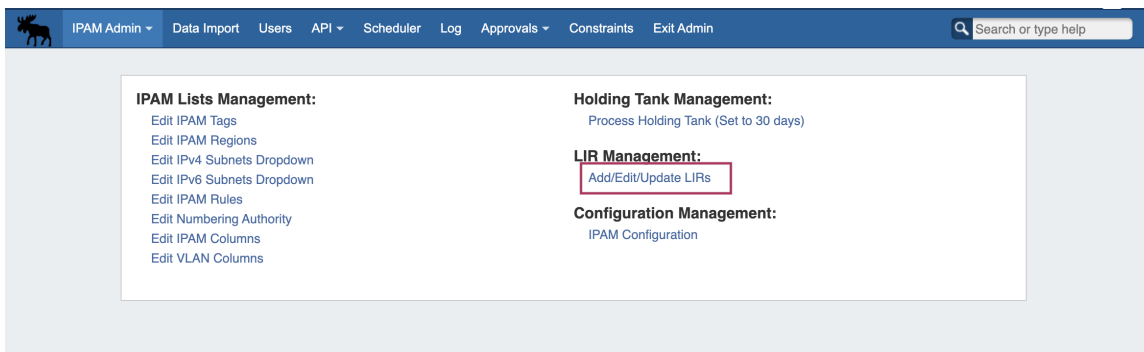 IPAM Admin Data Import Users API Scheduler Log Approvals Constraints Exit Admin Search or type help
IPAM Lists Management:
Edit IPAM Tags
Edit IPAM Regions
Edit IPv4 Subnets Dropdown
Edit IPv6 Subnets Dropdown
Edit IPAM Rules
Edit Numbering Authority
Edit IPAM Columns
Edit VLAN Columns
Holding Tank Management:
Process Holding Tank (Set to 30 days)
LIR Management:
Add/Edit/Update LIRs
Configuration Management:
IPAM Configuration